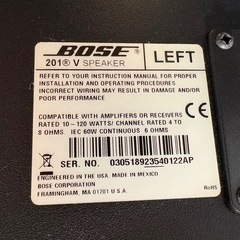 BOSE LEFT
201® V SPEAKER
REFER TO YOUR INSTRUCTION MANUAL FOR PROPER
INSTALLATION AND OPERATING PROCEDURES
INCORRECT WIRING MAY RESULT IN DAMAGE AND/OR
POOR PERFORMANCE.
COMPATIBLE WITH AMPLIFIERS OR RECEIVERS
RATED 10 – 120 WATTS/ CHANNEL RATED 4 TO
8 OHMS IEC 60W CONTINUOUS 6 OHMS
SER. NO. 030518923540122AP
ENGINEERED IN THE U.S.A. MADE IN MEXICO
BOSE CORPORATION
FRAMINGHAM, MA 01701 U S A
RoHS